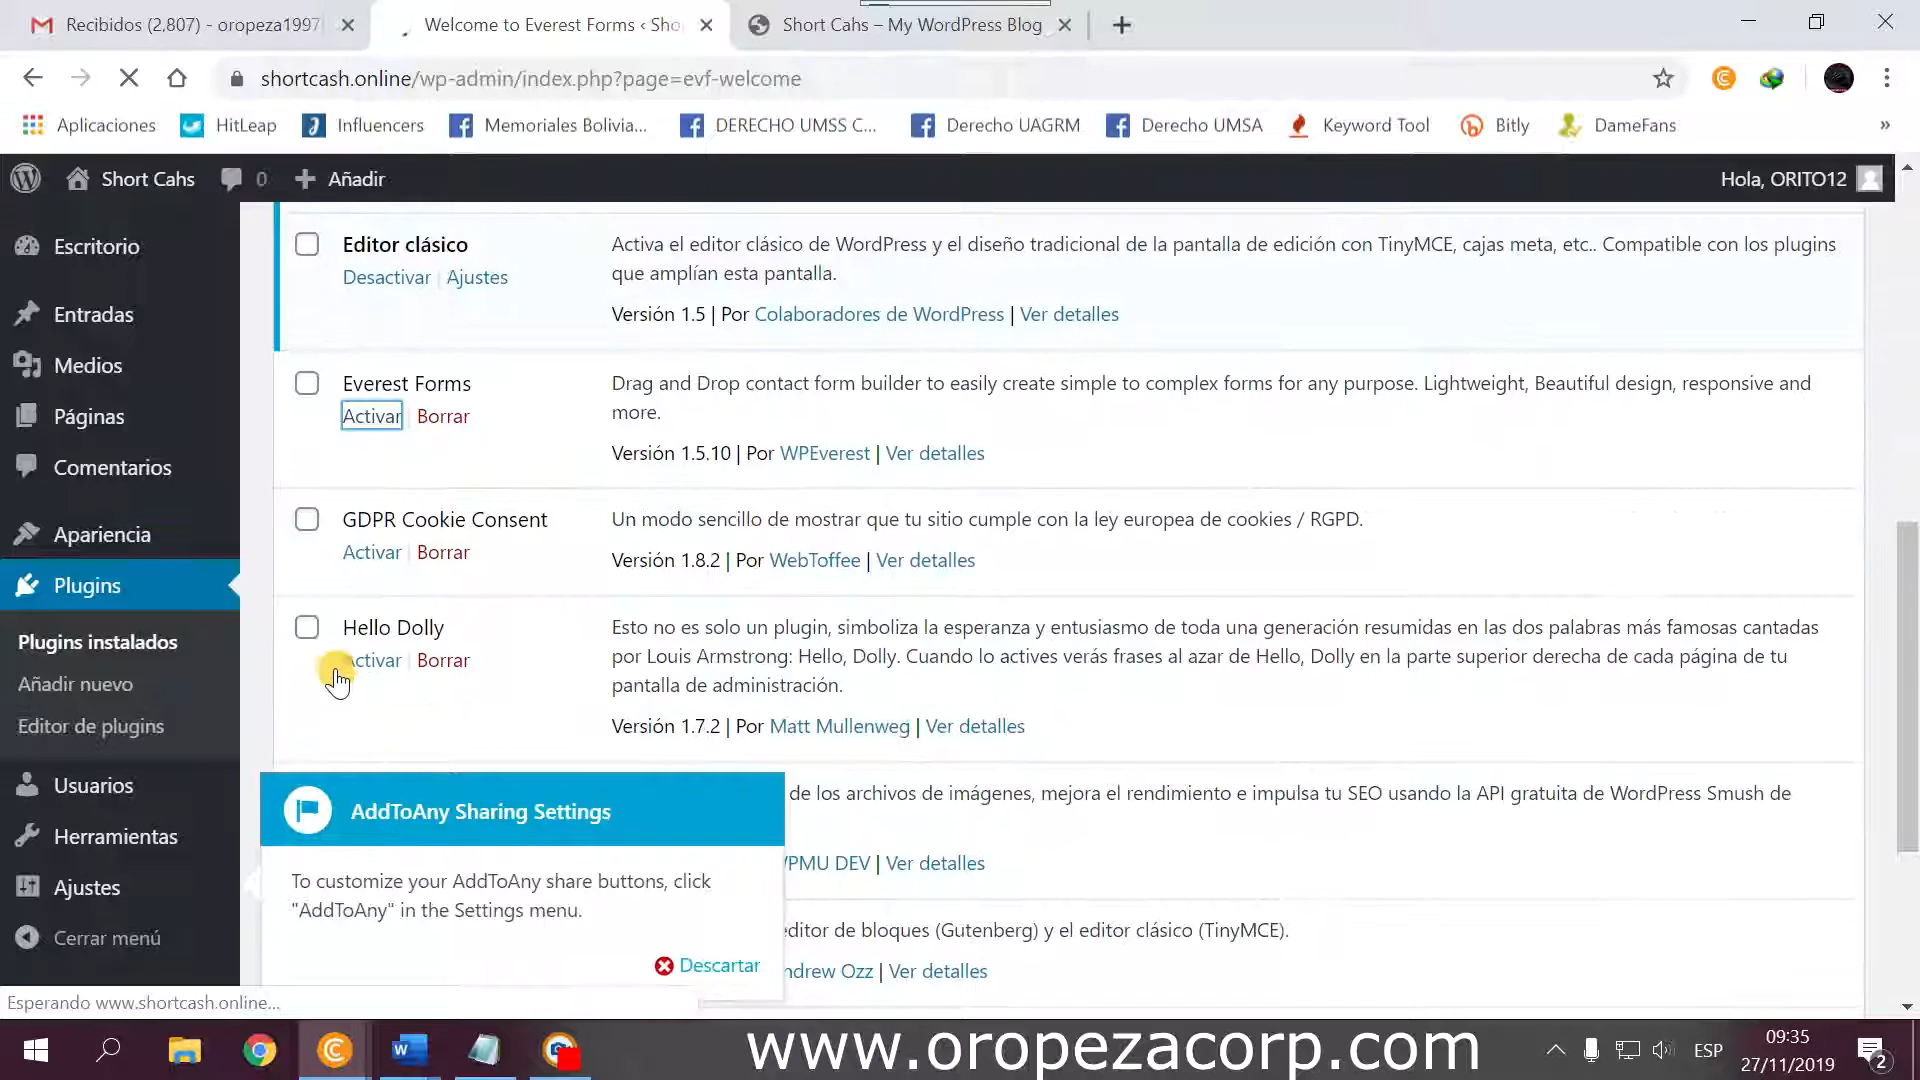 Recibidos (2,807) - oropeza1997
Welcome to Everest Forms ‹ Sho
Short Cahs – My WordPress Blog
shortcash.online/wp-admin/index.php?page=evf-welcome
Aplicaciones
HitLeap
Influencers
Memoriales Bolivia...
DERECHO UMSS C...
Derecho UAGRM
Derecho UMSA
Keyword Tool
Bitly
DameFans
»
Short Cahs
0
Añadir
Hola, ORITO12
Escritorio
Entradas
Medios
Páginas
Comentarios
Apariencia
Plugins
Plugins instalados
Añadir nuevo
Editor de plugins
Usuarios
Herramientas
Ajustes
Cerrar menú
Editor clásico
Desactivar | Ajustes
Activa el editor clásico de WordPress y el diseño tradicional de la pantalla de edición con TinyMCE, cajas meta, etc.. Compatible con los plugins
que amplían esta pantalla.
Versión 1.5 | Por Colaboradores de WordPress | Ver detalles
Everest Forms
Activar | Borrar
Drag and Drop contact form builder to easily create simple to complex forms for any purpose. Lightweight, Beautiful design, responsive and
more.
Versión 1.5.10 | Por WPEverest | Ver detalles
GDPR Cookie Consent
Activar | Borrar
Un modo sencillo de mostrar que tu sitio cumple con la ley europea de cookies / RGPD.
Versión 1.8.2 | Por WebToffee | Ver detalles
Hello Dolly
Activar | Borrar
Esto no es solo un plugin, simboliza la esperanza y entusiasmo de toda una generación resumidas en las dos palabras más famosas cantadas
por Louis Armstrong: Hello, Dolly. Cuando lo actives verás frases al azar de Hello, Dolly en la parte superior derecha de cada página de tu
pantalla de administración.
Versión 1.7.2 | Por Matt Mullenweg | Ver detalles
de los archivos de imágenes, mejora el rendimiento e impulsa tu SEO usando la API gratuita de WordPress Smush de
WPMU DEV | Ver detalles
editor de bloques (Gutenberg) y el editor clásico (TinyMCE).
ndrew Ozz | Ver detalles
AddToAny Sharing Settings
To customize your AddToAny share buttons, click
"AddToAny" in the Settings menu.
Descartar
Esperando www.shortcash.online...
www.oropezacorp.com
ESP
09:35
27/11/2019
2